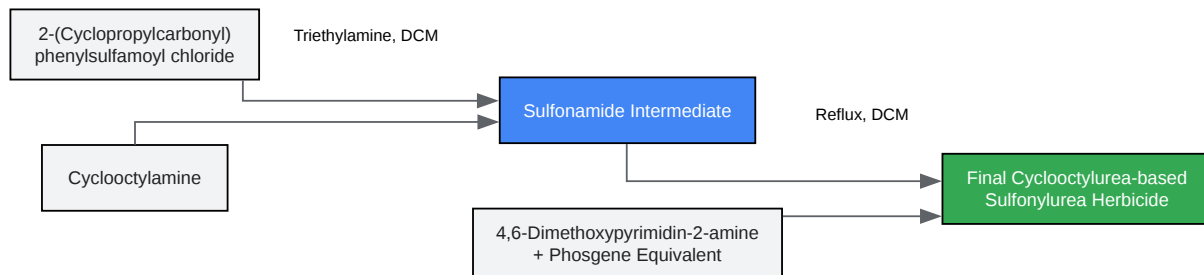 2-(Cyclopropylcarbonyl)
phenylsulfamoyl chloride
Triethylamine, DCM
Cyclooctylamine
Sulfonamide Intermediate
Reflux, DCM
4,6-Dimethoxypyrimidin-2-amine
+ Phosgene Equivalent
Final Cyclooctylurea-based
Sulfonylurea Herbicide